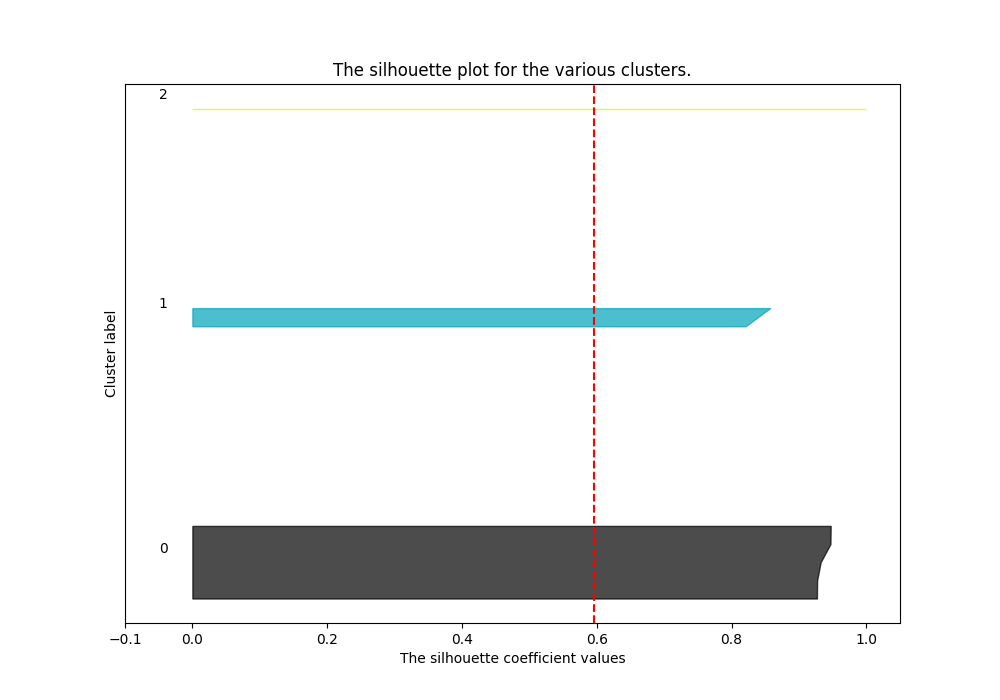 The silhouette plot for the various clusters.
2
1
0
Cluster label
−0.1 0.0 0.2 0.4 0.6 0.8 1.0
The silhouette coefficient values